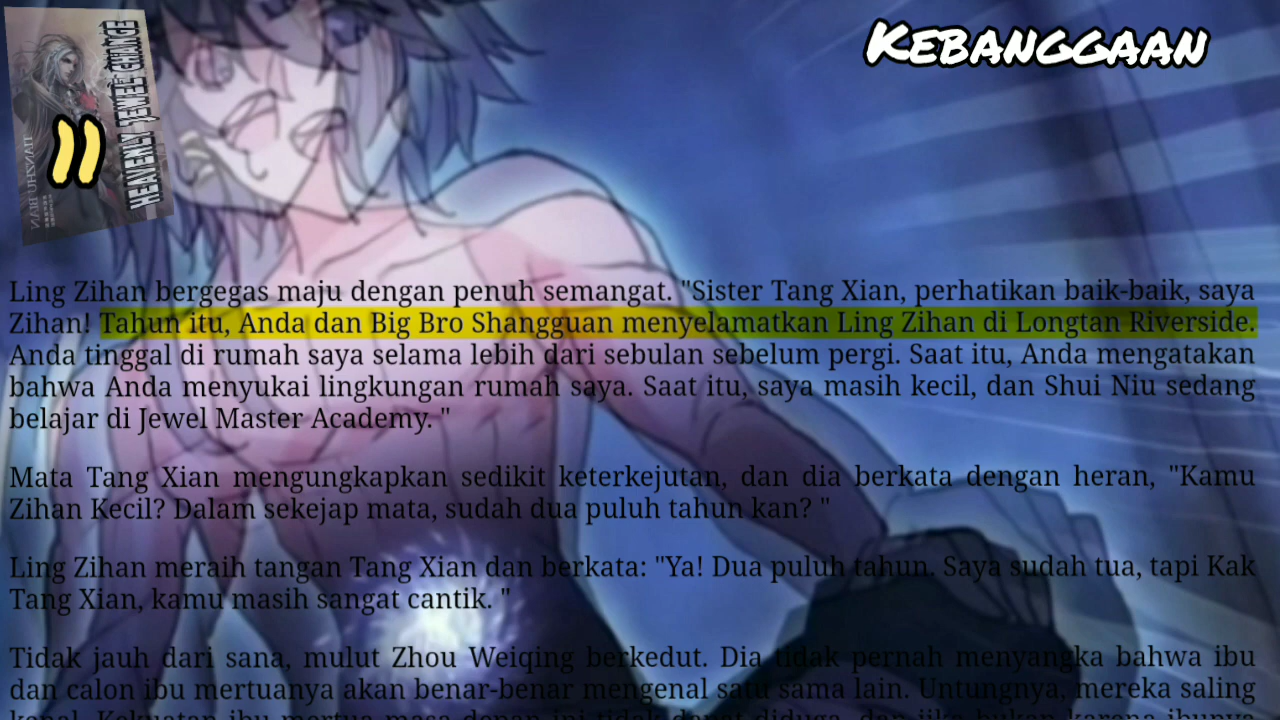 Kebanggaan
HEAVENLY JEWEL CHANGE
11
Ling Zihan bergegas maju dengan penuh semangat. "Sister Tang Xian, perhatikan baik-baik, saya
Zihan! Tahun itu, Anda dan Big Bro Shangguan menyelamatkan Ling Zihan di Longtan Riverside.
Anda tinggal di rumah saya selama lebih dari sebulan sebelum pergi. Saat itu, Anda mengatakan
bahwa Anda menyukai lingkungan rumah saya. Saat itu, saya masih kecil, dan Shui Niu sedang
belajar di Jewel Master Academy. "
Mata Tang Xian mengungkapkan sedikit keterkejutan, dan dia berkata dengan heran, "Kamu
Zihan Kecil? Dalam sekejap mata, sudah dua puluh tahun kan? "
Ling Zihan meraih tangan Tang Xian dan berkata: "Ya! Dua puluh tahun. Saya sudah tua, tapi Kak
Tang Xian, kamu masih sangat cantik. "
Tidak jauh dari sana, mulut Zhou Weiqing berkedut. Dia tidak pernah menyangka bahwa ibu
dan calon ibu mertuanya akan benar-benar mengenal satu sama lain. Untungnya, mereka saling